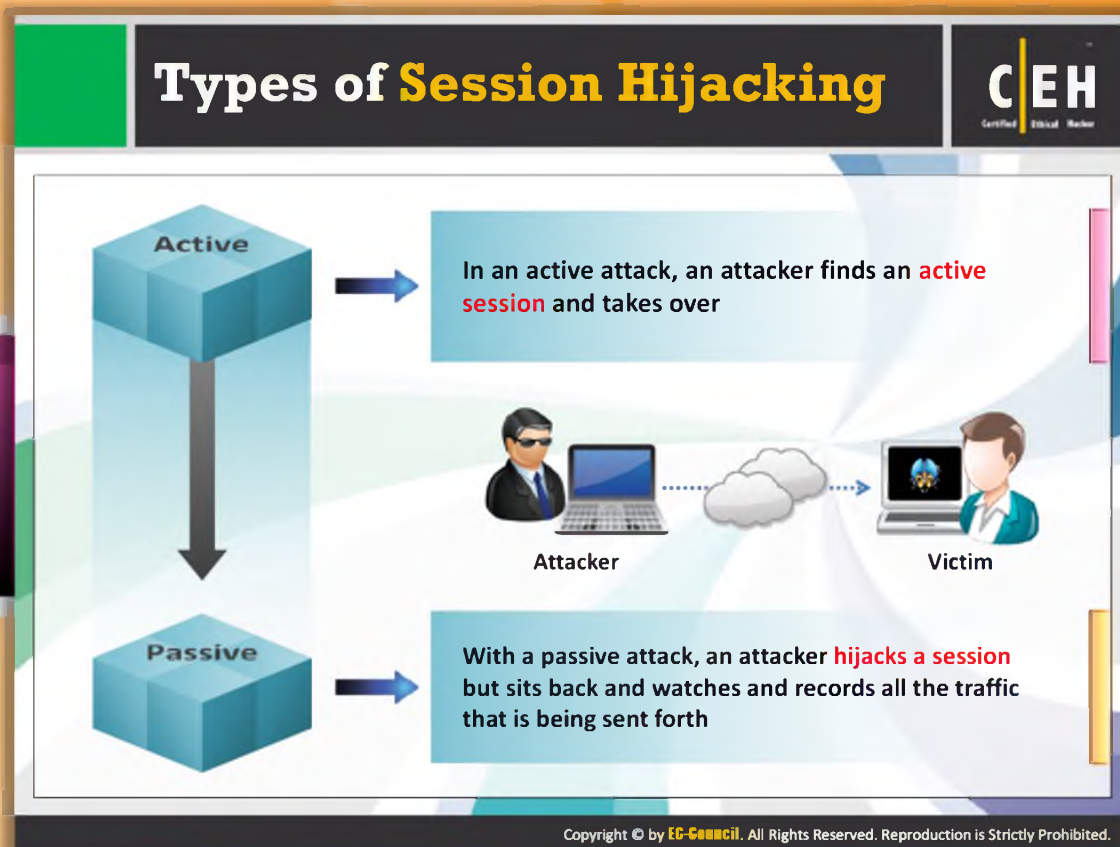 Types of Session Hijacking
C|EH
Certified Ethical Hacker
Active
In an active attack, an attacker finds an active
session and takes over
Attacker
Victim
Passive
With a passive attack, an attacker hijacks a session
but sits back and watches and records all the traffic
that is being sent forth
Copyright © by EC-Council. All Rights Reserved. Reproduction is Strictly Prohibited.